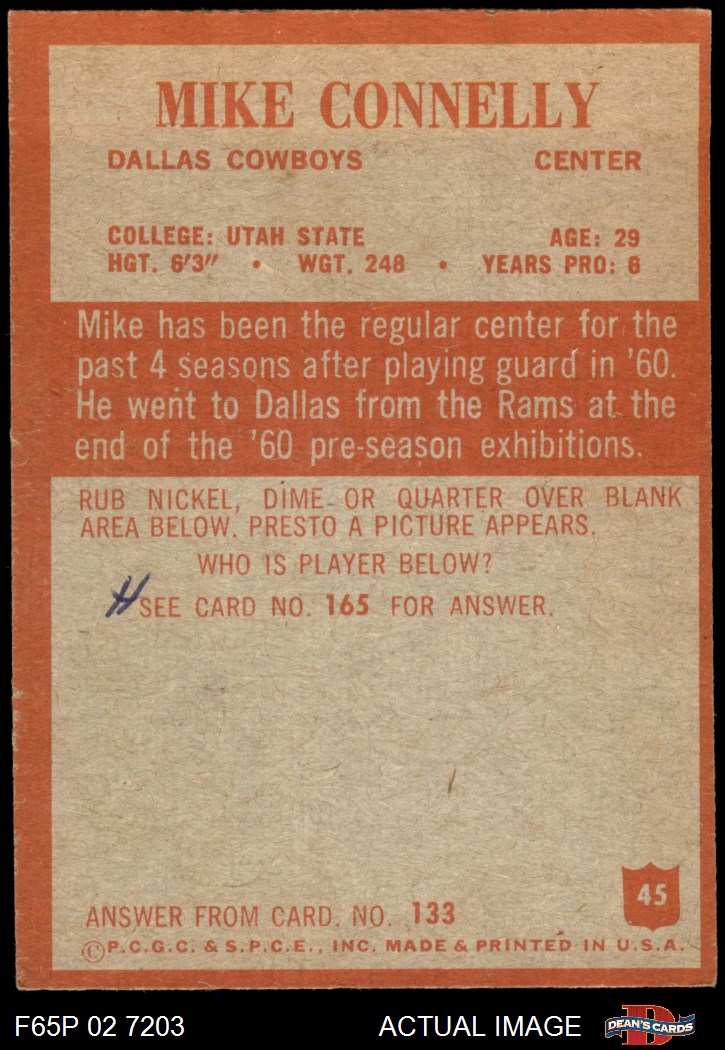 MIKE CONNELLY
DALLAS COWBOYS CENTER
COLLEGE: UTAH STATE AGE: 29
HGT. 6'3" • WGT. 248 • YEARS PRO: 6
Mike has been the regular center for the
past 4 seasons after playing guard in '60.
He went to Dallas from the Rams at the
end of the '60 pre-season exhibitions.
RUB NICKEL, DIME OR QUARTER OVER BLANK
AREA BELOW. PRESTO A PICTURE APPEARS.
WHO IS PLAYER BELOW?
H SEE CARD NO. 165 FOR ANSWER.
45
ANSWER FROM CARD. NO. 133
©P.C.G.C. & S.P.C.E., INC. MADE & PRINTED IN U.S.A.
F65P 02 7203 ACTUAL IMAGE D DEAN'S CARDS